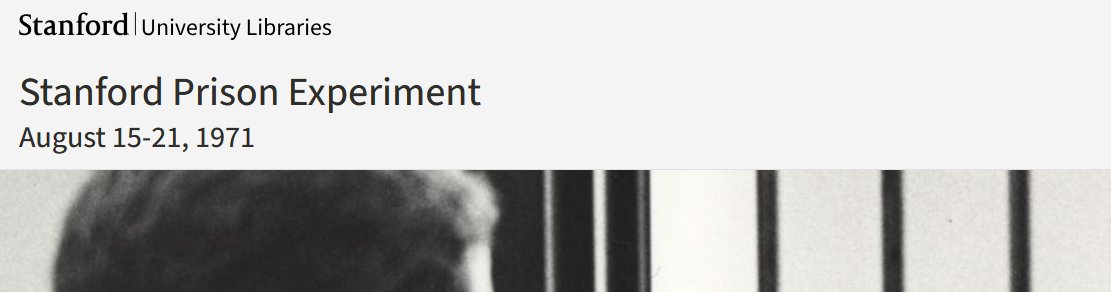 Stanford University Libraries
Stanford Prison Experiment
August 15-21, 1971